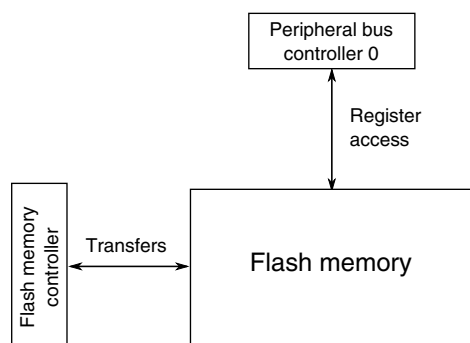 Peripheral bus
controller 0
Register
access
Flash memory
controller
Transfers
Flash memory